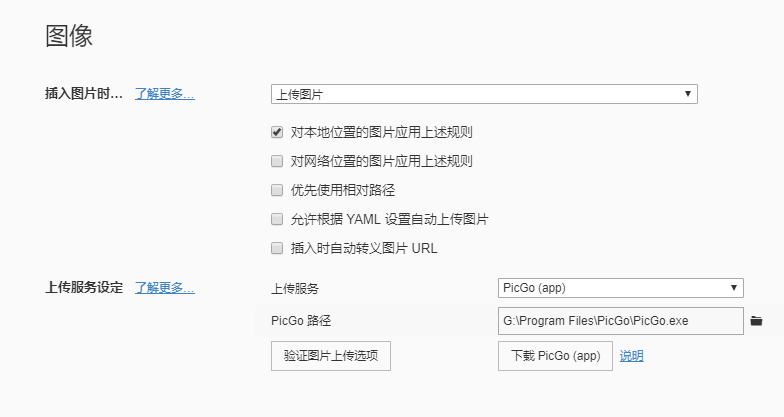 图像
插入图片时... 了解更多... 上传图片
对本地位置的图片应用上述规则
对网络位置的图片应用上述规则
优先使用相对路径
允许根据 YAML 设置自动上传图片
插入时自动转义图片 URL
上传服务设定 了解更多... 上传服务 PicGo (app)
PicGo 路径 G:\Program Files\PicGo\PicGo.exe
验证图片上传选项 下载 PicGo (app) 说明